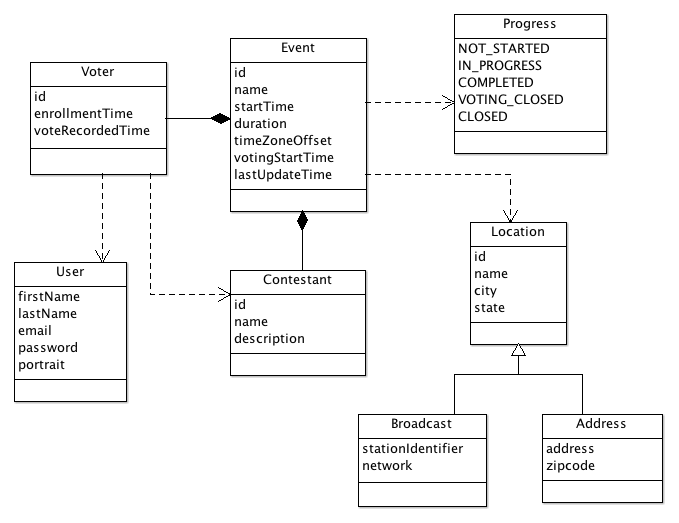 Progress
NOT_STARTED
IN_PROGRESS
COMPLETED
VOTING_CLOSED
CLOSED
Event
id
name
startTime
duration
timeZoneOffset
votingStartTime
lastUpdateTime
Voter
id
enrollmentTime
voteRecordedTime
Location
id
name
city
state
User
firstName
lastName
email
password
portrait
Contestant
id
name
description
Broadcast
stationIdentifier
network
Address
address
zipcode